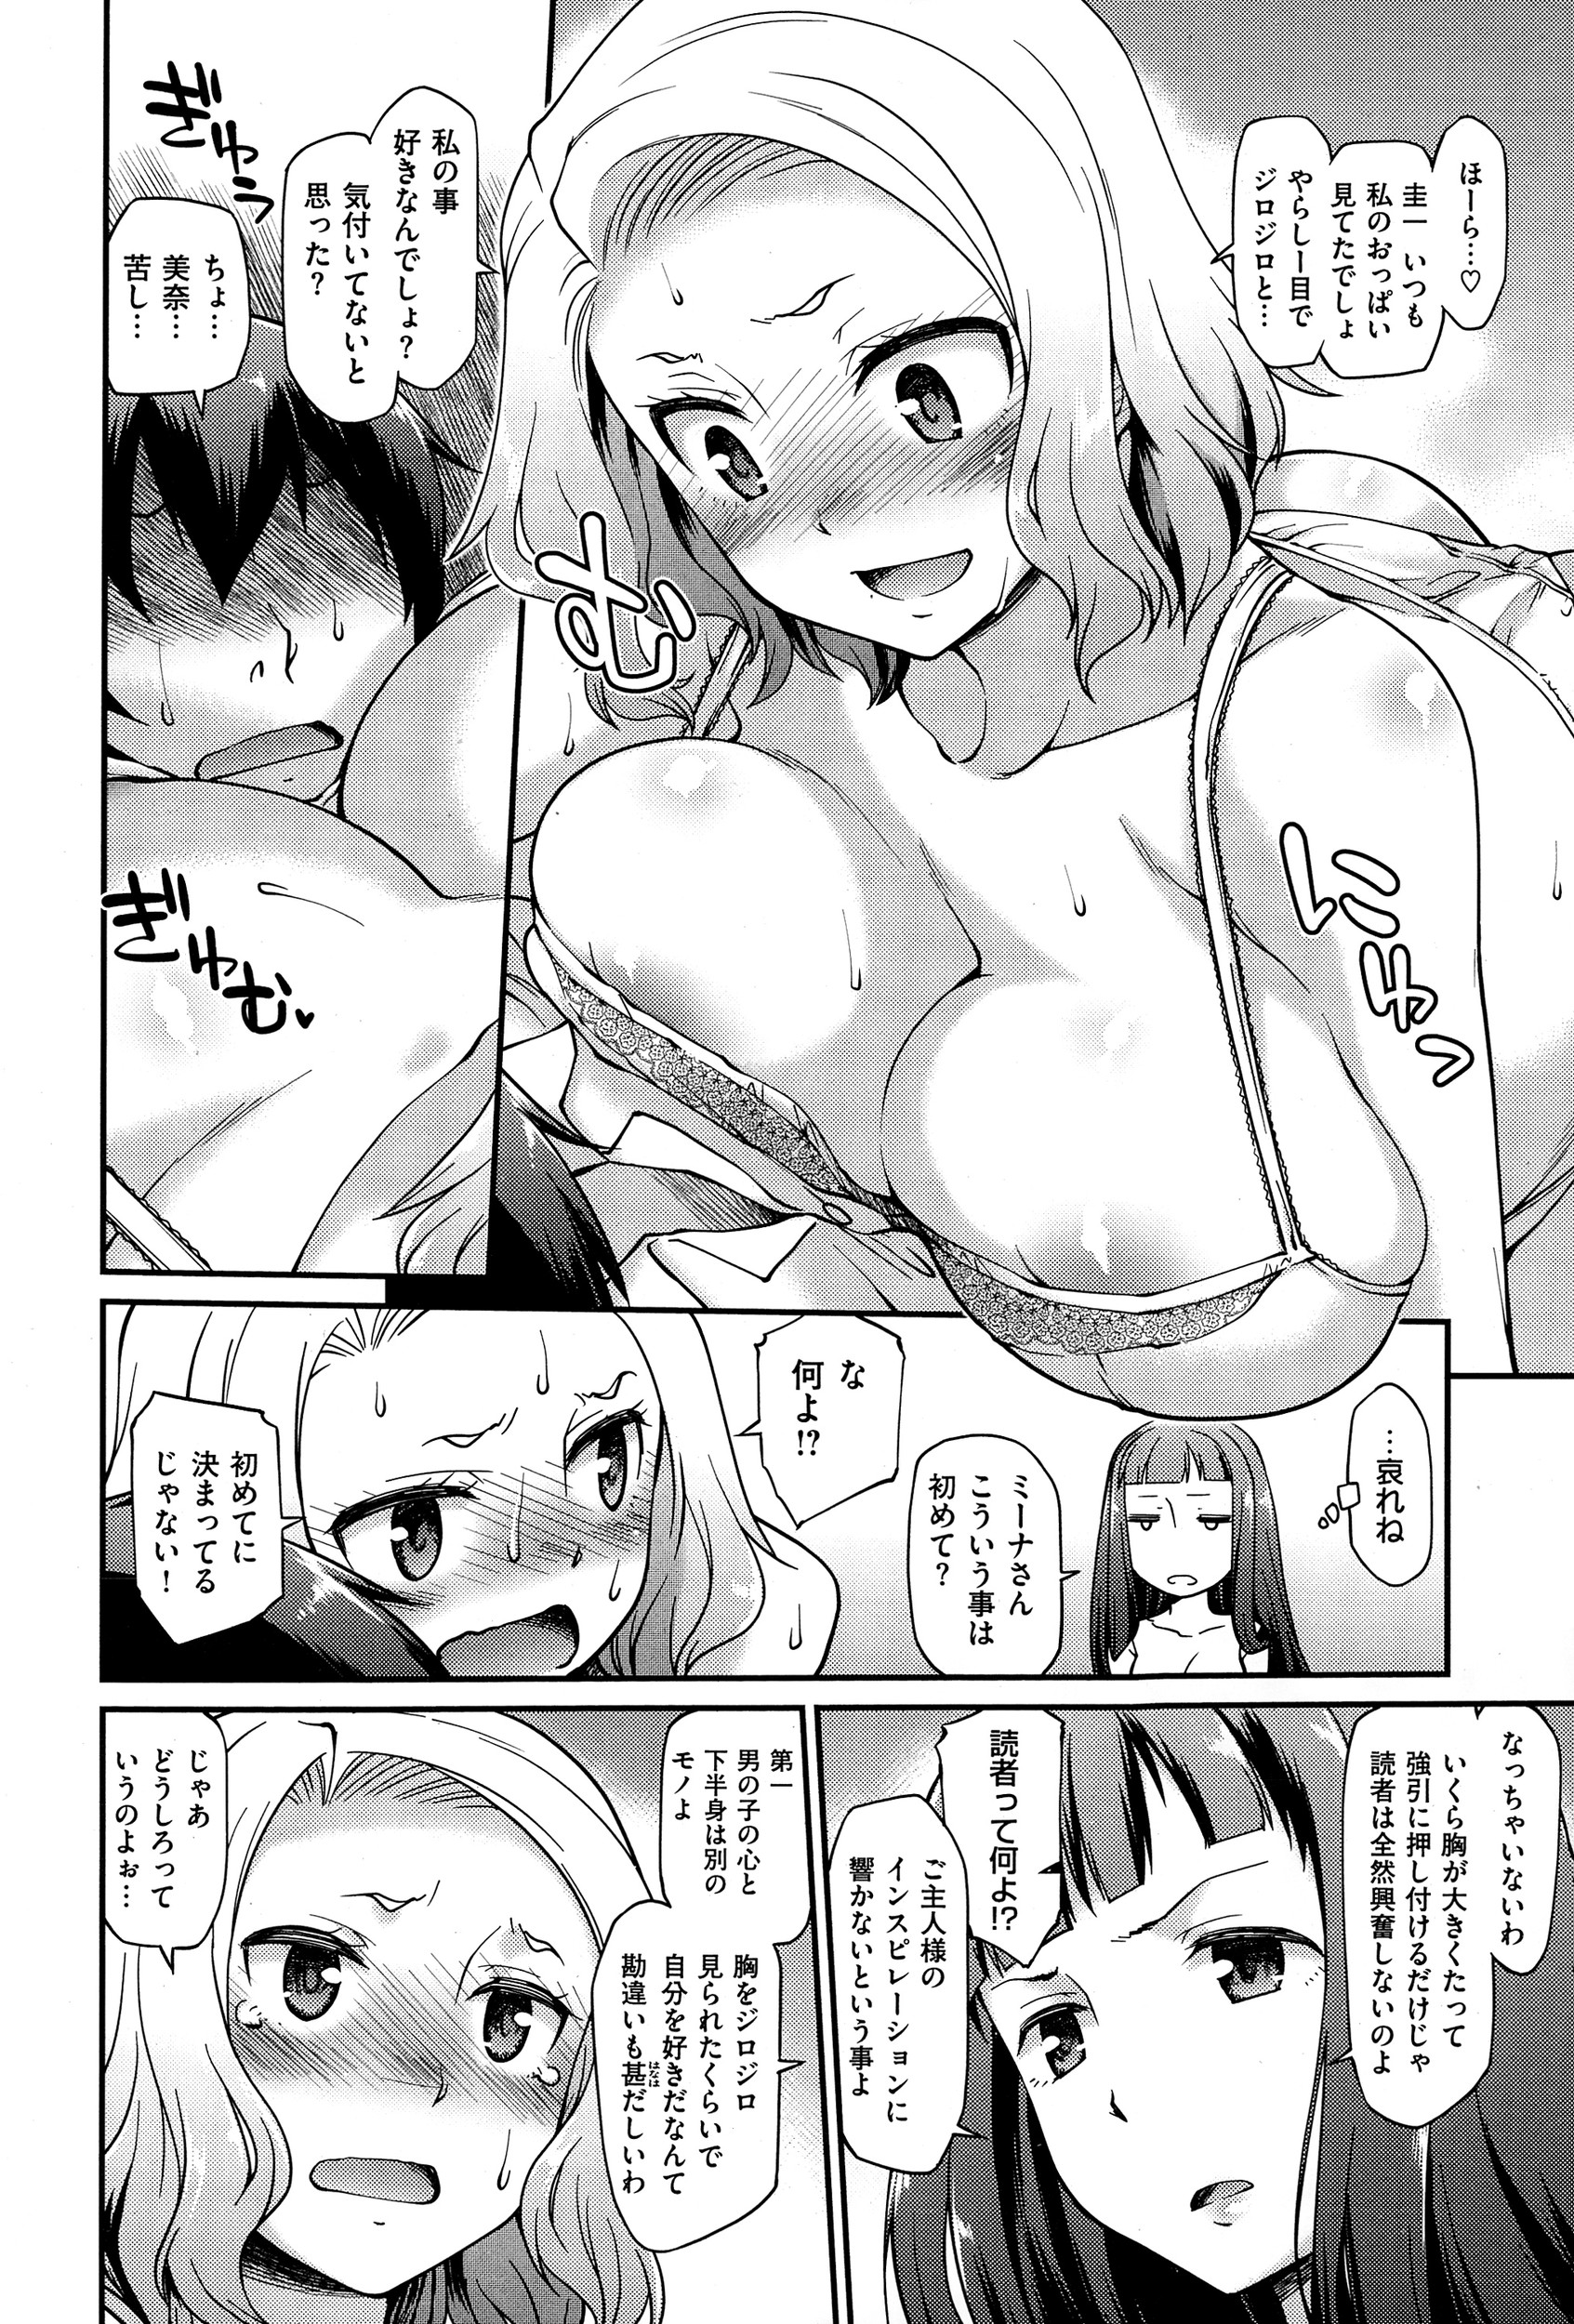 ほーら…♡
圭一 いつも
私のおっぱい
見てたでしょ
やらしー目で
ジロジロと…
むむ
にゅっ
私の事
好きなんでしょ?
気付いてないと
思った?
ぎゅう
ちょ…
美奈…
苦し…
ぎゅむ♥
…哀れね
ミーナさん
こういう事は
初めて?
な
何よ!?
初めてに
決まってる
じゃない!
なっちゃいないわ
いくら胸が大きくたって
強引に押し付けるだけじゃ
読者は全然興奮しないのよ
読者って何よ!?
ご主人様の
インスピレーションに
響かないという事よ
第一
男の子の心と
下半身は別の
モノよ
胸をジロジロ
見られたくらいで
自分を好きだなんて
勘違いも甚だしいわ
はなは
じゃあ
どうしろって
いうのよぉ…